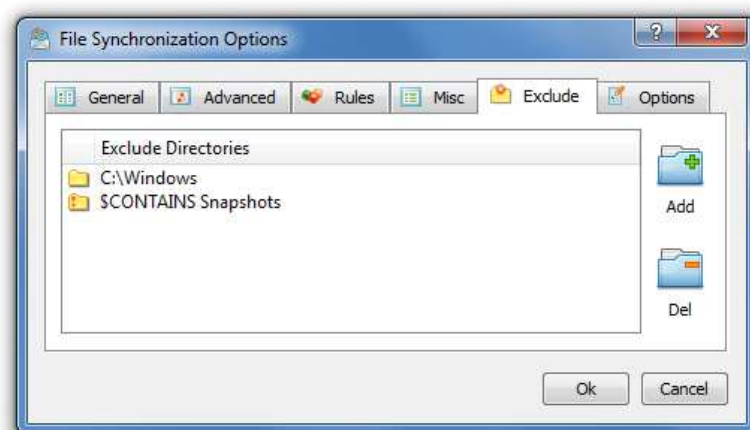 File Synchronization Options
? X
General Advanced Rules Misc Exclude Options
Exclude Directories
C:\Windows
$CONTAINS Snapshots
Add
Del
Ok Cancel